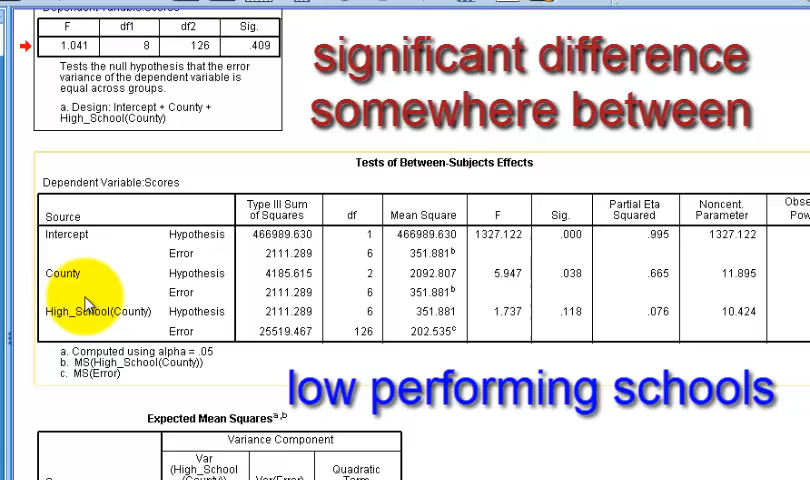 Dependent Variable:Scores
F df1 df2 Sig.
1.041 8 126 .409
Tests the null hypothesis that the error
variance of the dependent variable is
equal across groups.
a. Design: Intercept + County +
High_School(County)
significant difference
somewhere between
Tests of Between-Subjects Effects
Dependent Variable:Scores
Source Type III Sum of Squares df Mean Square F Sig. Partial Eta Squared Noncent. Parameter
Intercept Hypothesis 466989.630 1 466989.630 1327.122 .000 .995 1327.122
Error 2111.289 6 351.881b
County Hypothesis 4185.615 2 2092.807 5.947 .038 .665 11.895
Error 2111.289 6 351.881b
High_School(County) Hypothesis 2111.289 6 351.881 1.737 .118 .076 10.424
Error 25519.467 126 202.535c
a. Computed using alpha = .05
b. MS(High_School(County))
c. MS(Error)
low performing schools
Expected Mean Squaresa,b
Variance Component
Var
(High_School Quadratic